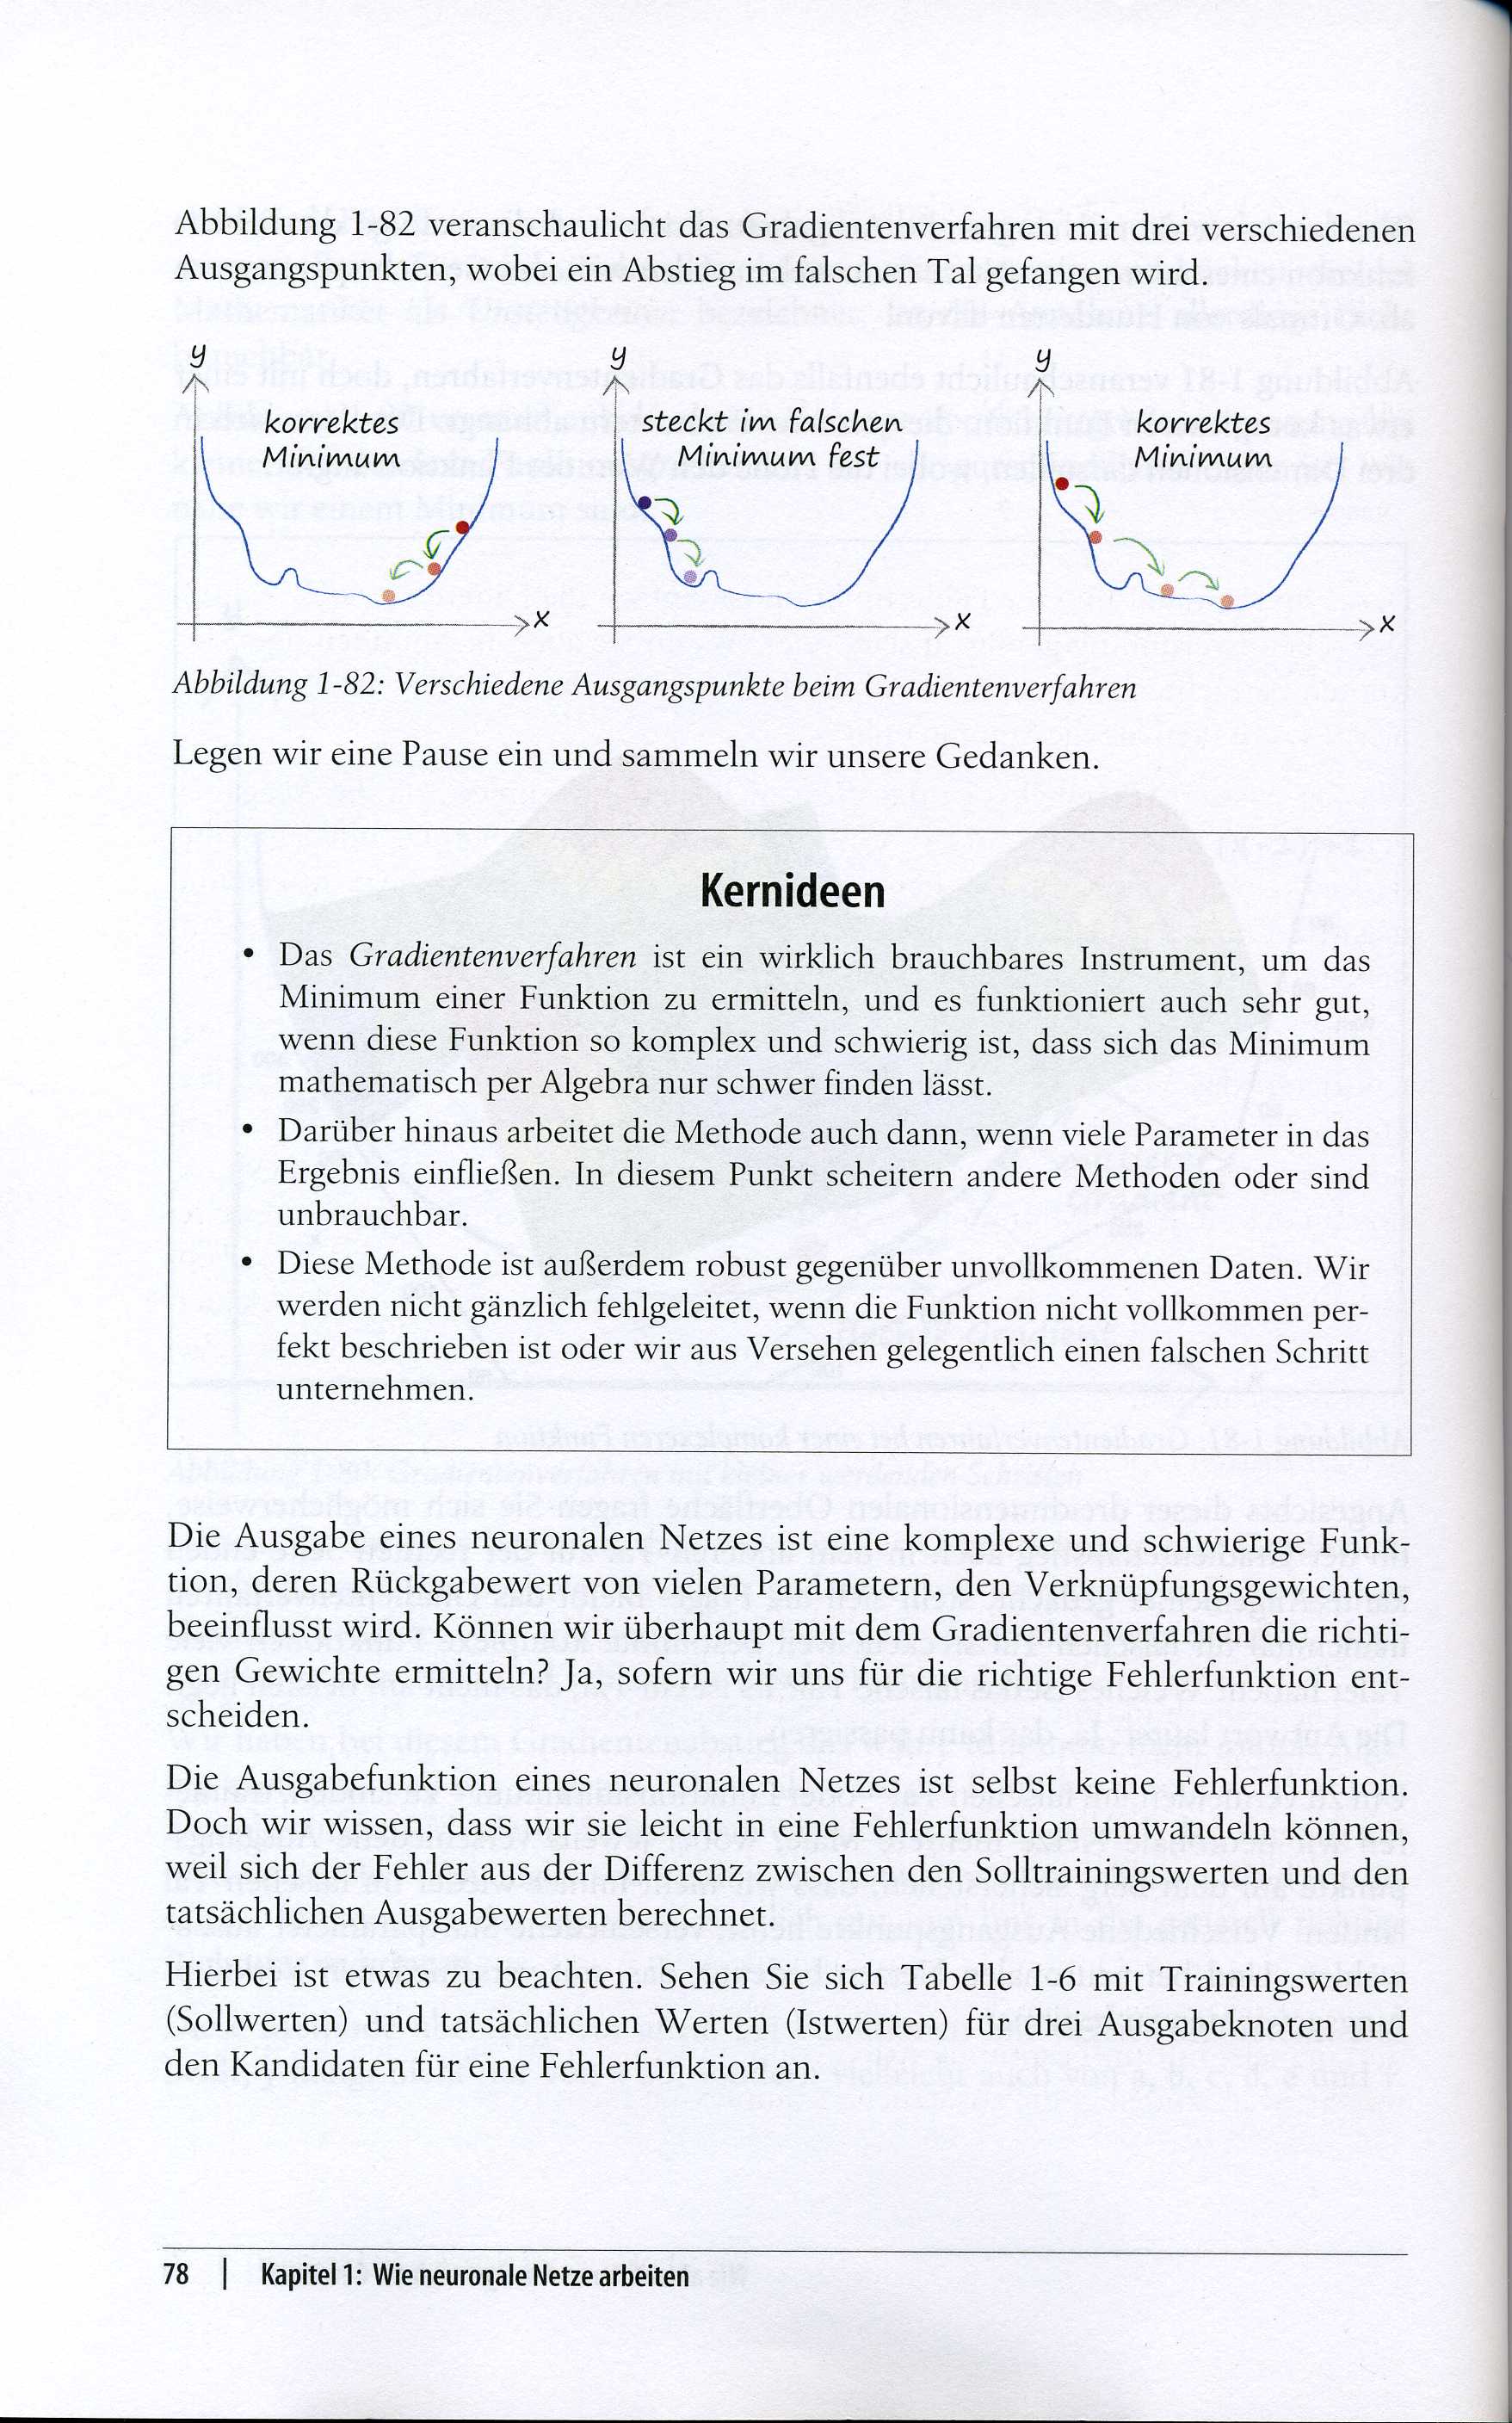 Abbildung 1-82 veranschaulicht das Gradientenverfahren mit drei verschiedenen
Ausgangspunkten, wobei ein Abstieg im falschen Tal gefangen wird.
y
korrektes
Minimum
x
y
steckt im falschen
Minimum fest
x
y
korrektes
Minimum
x
Abbildung 1-82: Verschiedene Ausgangspunkte beim Gradientenverfahren
Legen wir eine Pause ein und sammeln wir unsere Gedanken.
Kernideen
• Das Gradientenverfahren ist ein wirklich brauchbares Instrument, um das
Minimum einer Funktion zu ermitteln, und es funktioniert auch sehr gut,
wenn diese Funktion so komplex und schwierig ist, dass sich das Minimum
mathematisch per Algebra nur schwer finden lässt.
• Darüber hinaus arbeitet die Methode auch dann, wenn viele Parameter in das
Ergebnis einfließen. In diesem Punkt scheitern andere Methoden oder sind
unbrauchbar.
• Diese Methode ist außerdem robust gegenüber unvollkommenen Daten. Wir
werden nicht gänzlich fehlgeleitet, wenn die Funktion nicht vollkommen per-
fekt beschrieben ist oder wir aus Versehen gelegentlich einen falschen Schritt
unternehmen.
Die Ausgabe eines neuronalen Netzes ist eine komplexe und schwierige Funk-
tion, deren Rückgabewert von vielen Parametern, den Verknüpfungsgewichten,
beeinflusst wird. Können wir überhaupt mit dem Gradientenverfahren die richti-
gen Gewichte ermitteln? Ja, sofern wir uns für die richtige Fehlerfunktion ent-
scheiden.
Die Ausgabefunktion eines neuronalen Netzes ist selbst keine Fehlerfunktion.
Doch wir wissen, dass wir sie leicht in eine Fehlerfunktion umwandeln können,
weil sich der Fehler aus der Differenz zwischen den Solltrainingswerten und den
tatsächlichen Ausgabewerten berechnet.
Hierbei ist etwas zu beachten. Sehen Sie sich Tabelle 1-6 mit Trainingswerten
(Sollwerten) und tatsächlichen Werten (Istwerten) für drei Ausgabeknoten und
den Kandidaten für eine Fehlerfunktion an.
78 | Kapitel 1: Wie neuronale Netze arbeiten